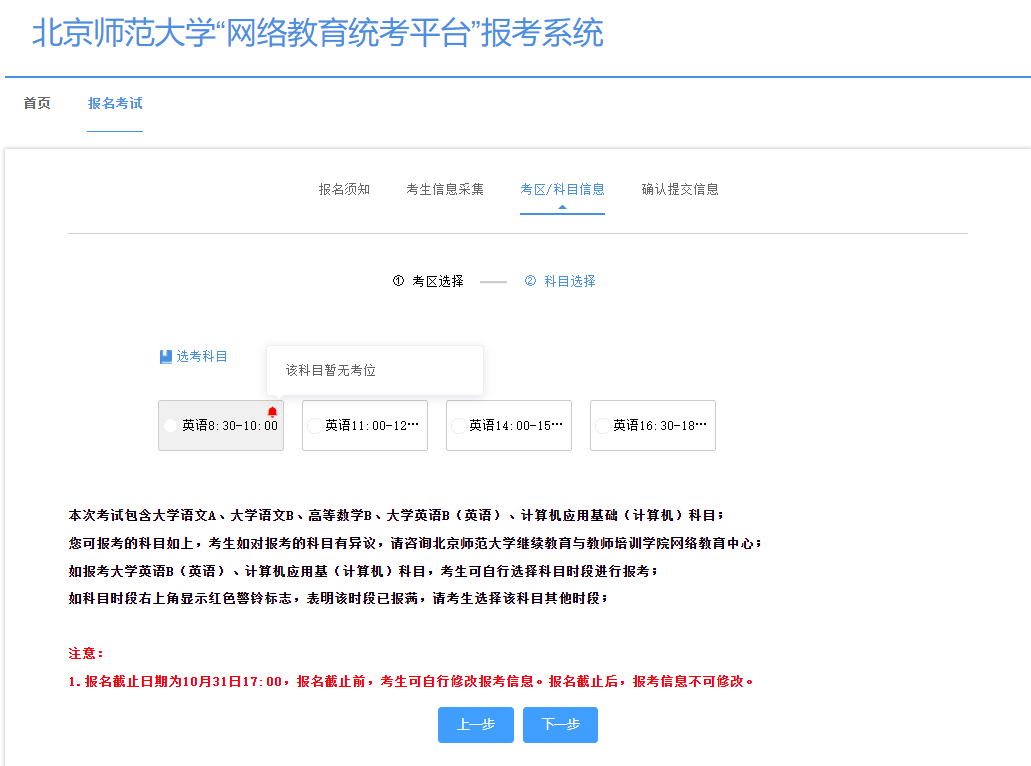 北京师范大学“网络教育统考平台”报考系统
首页 报名考试
报名须知 考生信息采集 考区/科目信息 确认提交信息
① 考区选择 ② 科目选择
选考科目
该科目暂无考位
英语8:30-10:00 英语11:00-12… 英语14:00-15… 英语16:30-18…
本次考试包含大学语文A、大学语文B、高等数学B、大学英语B（英语）、计算机应用基础（计算机）科目；
您可报考的科目如上，考生如对报考的科目有异议，请咨询北京师范大学继续教育与教师培训学院网络教育中心；
如报考大学英语B（英语）、计算机应用基（计算机）科目，考生可自行选择科目时段进行报考；
如科目时段右上角显示红色警铃标志，表明该时段已报满，请考生选择该科目其他时段；
注意：
1.报名截止日期为10月31日17:00，报名截止前，考生可自行修改报考信息。报名截止后，报考信息不可修改。
上一步 下一步